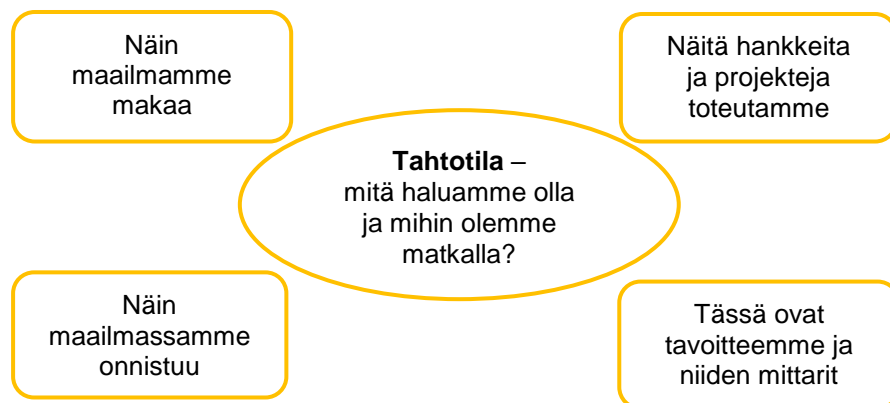 Näin
maailmamme
makaa
Näitä hankkeita
ja projekteja
toteutamme
Tahtotila –
mitä haluamme olla
ja mihin olemme
matkalla?
Näin
maailmassamme
onnistuu
Tässä ovat
tavoitteemme ja
niiden mittarit